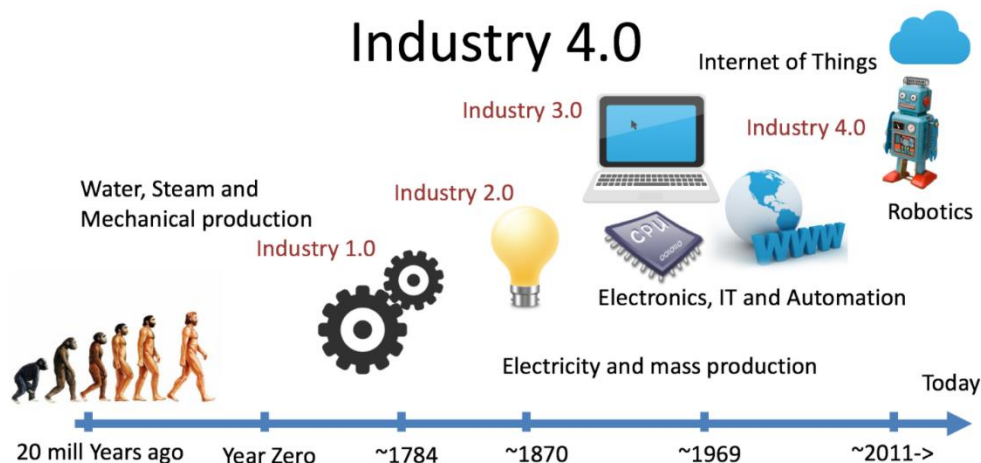 Industry 4.0
Internet of Things
Industry 3.0
Industry 4.0
Water, Steam and
Mechanical production
Industry 2.0
Robotics
Industry 1.0
CPU
WWW
Electronics, IT and Automation
Electricity and mass production
Today
20 mill Years ago
Year Zero
~1784
~1870
~1969
~2011->